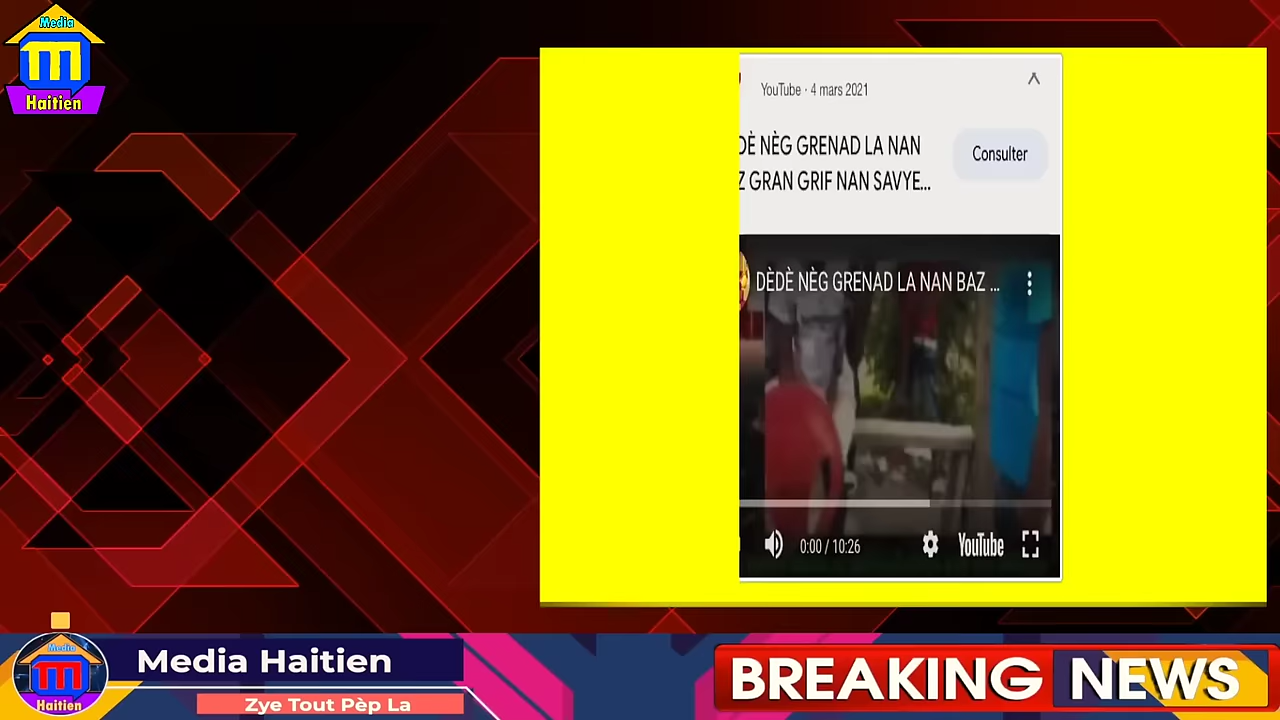 Media
Haitien
YouTube · 4 mars 2021
DÈ NÈG GRENAD LA NAN
Z GRAN GRIF NAN SAVYE...
Consulter
DÈDÈ NÈG GRENAD LA NAN BAZ ...
0:00 / 10:26
YouTube
Media
Haitien
Media Haitien
Zye Tout Pèp La
BREAKING NEWS